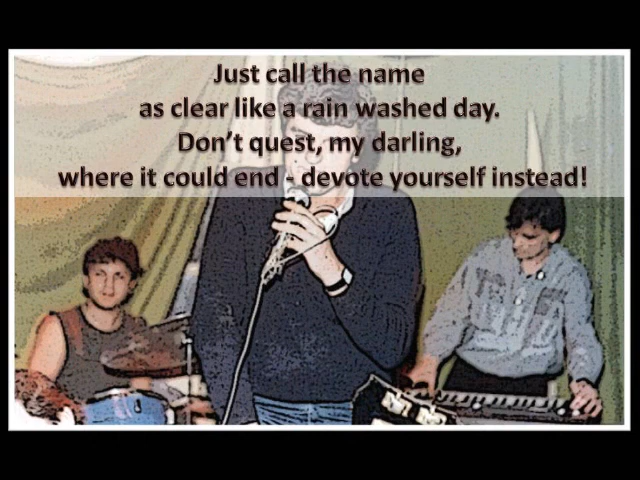 Just call the name
as clear like a rain washed day.
Don’t quest, my darling,
where it could end - devote yourself instead!